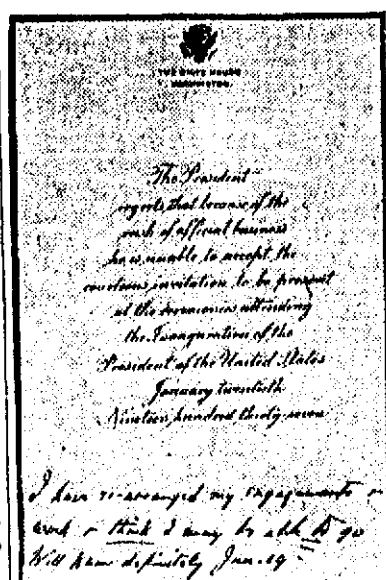 THE WHITE HOUSE
WASHINGTON
The President
regrets that because of the
rush of official business
he is unable to accept the
courteous invitation to be present
at the ceremonies attending
the Inauguration of the
President of the United States
January twentieth
Nineteen hundred thirty-seven
I have re-arranged my engagements &
work & think I may be able to go
Will know definitely Jan. 19.